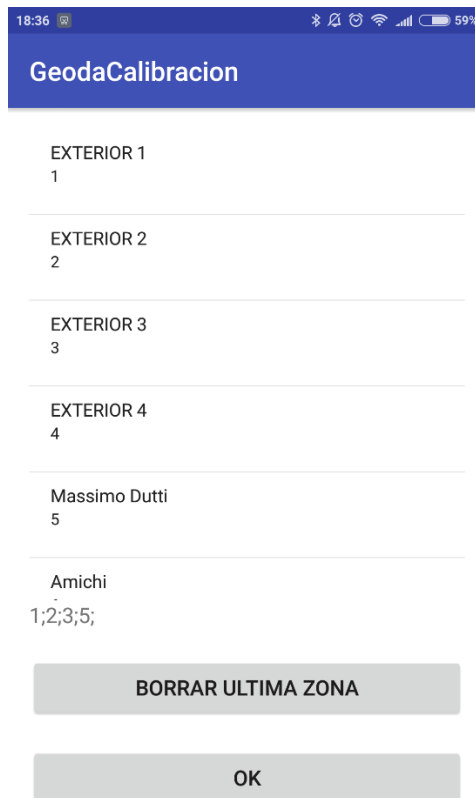 18:36 59%
GeodaCalibracion
EXTERIOR 1
1
EXTERIOR 2
2
EXTERIOR 3
3
EXTERIOR 4
4
Massimo Dutti
5
Amichi
1;2;3;5;
BORRAR ULTIMA ZONA
OK